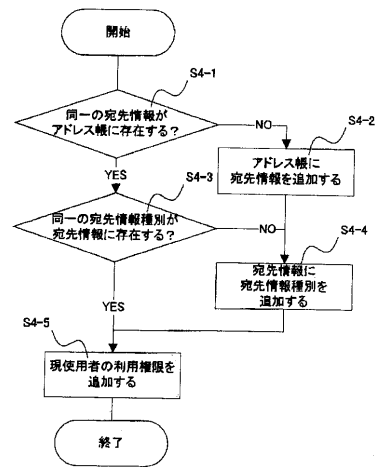 開始
S4-1
同一の宛先情報が
アドレス帳に存在する？
NO
S4-2
アドレス帳に
宛先情報を追加する
YES
S4-3
同一の宛先情報種別が
宛先情報に存在する？
NO
S4-4
宛先情報に
宛先情報種別を
追加する
YES
S4-5
現使用者の利用権限を
追加する
終了